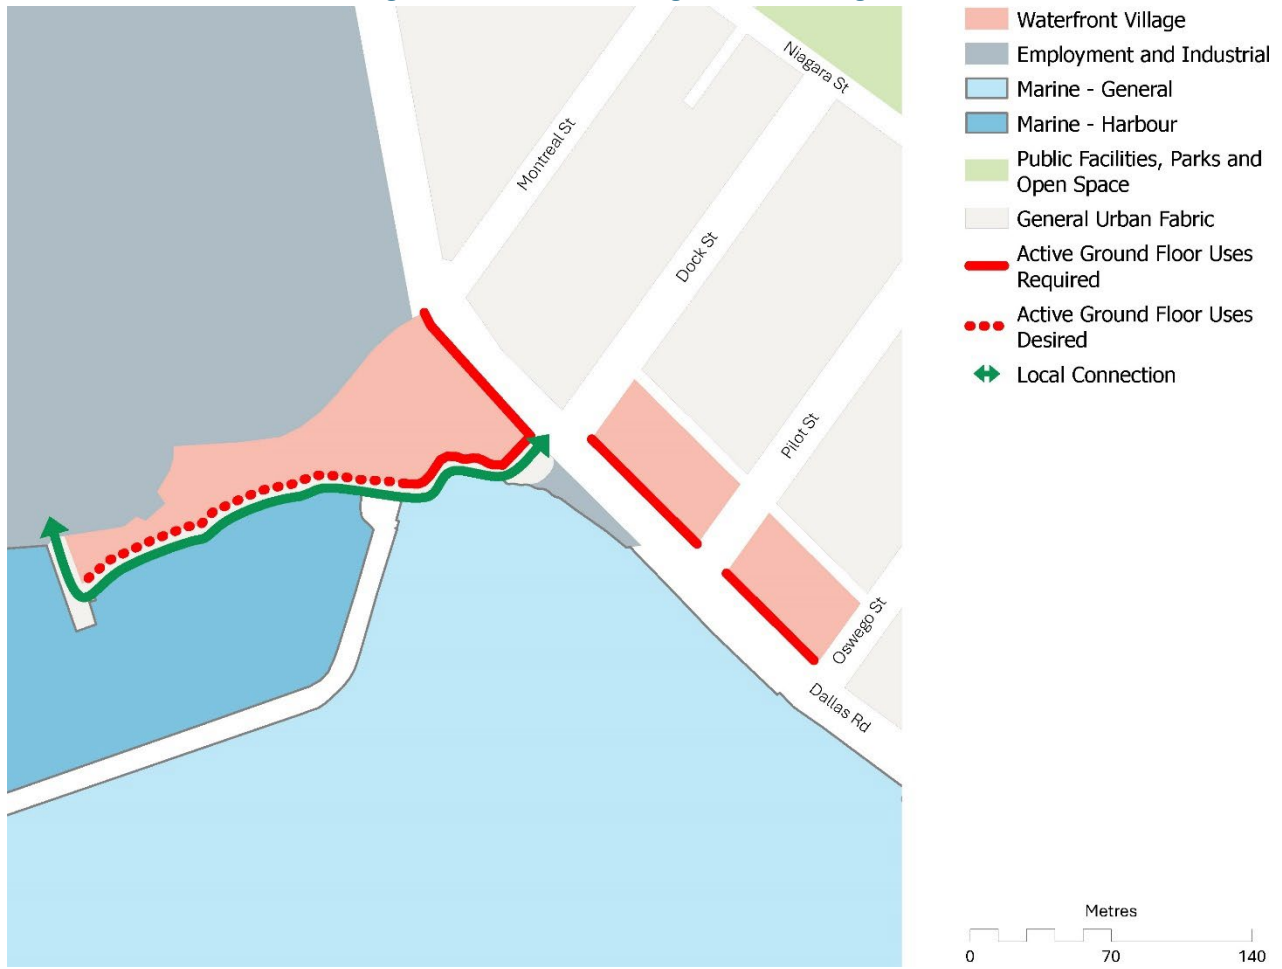 Niagara St
Montreal St
Dock St
Pilot St
Oswego St
Dallas Rd
Waterfront Village
Employment and Industrial
Marine - General
Marine - Harbour
Public Facilities, Parks and
Open Space
General Urban Fabric
Active Ground Floor Uses
Required
Active Ground Floor Uses
Desired
Local Connection
Metres
0 70 140